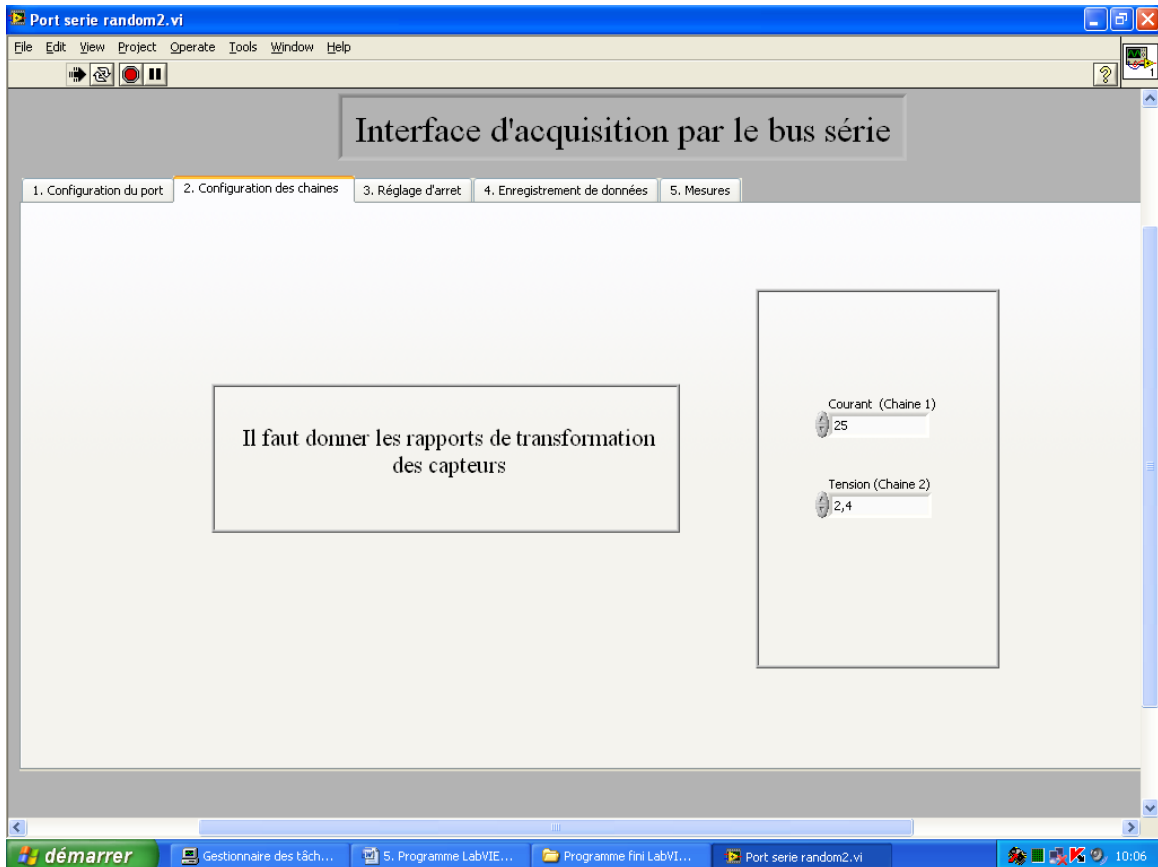 Port serie random2.vi
File Edit View Project Operate Tools Window Help
1
Interface d'acquisition par le bus série
1. Configuration du port 2. Configuration des chaines 3. Réglage d'arret 4. Enregistrement de données 5. Mesures
Il faut donner les rapports de transformation
des capteurs
Courant (Chaine 1)
25
Tension (Chaine 2)
2,4
démarrer Gestionnaire des tâch... 5. Programme LabVIE... Programme fini LabVI... Port serie random2.vi 10:06